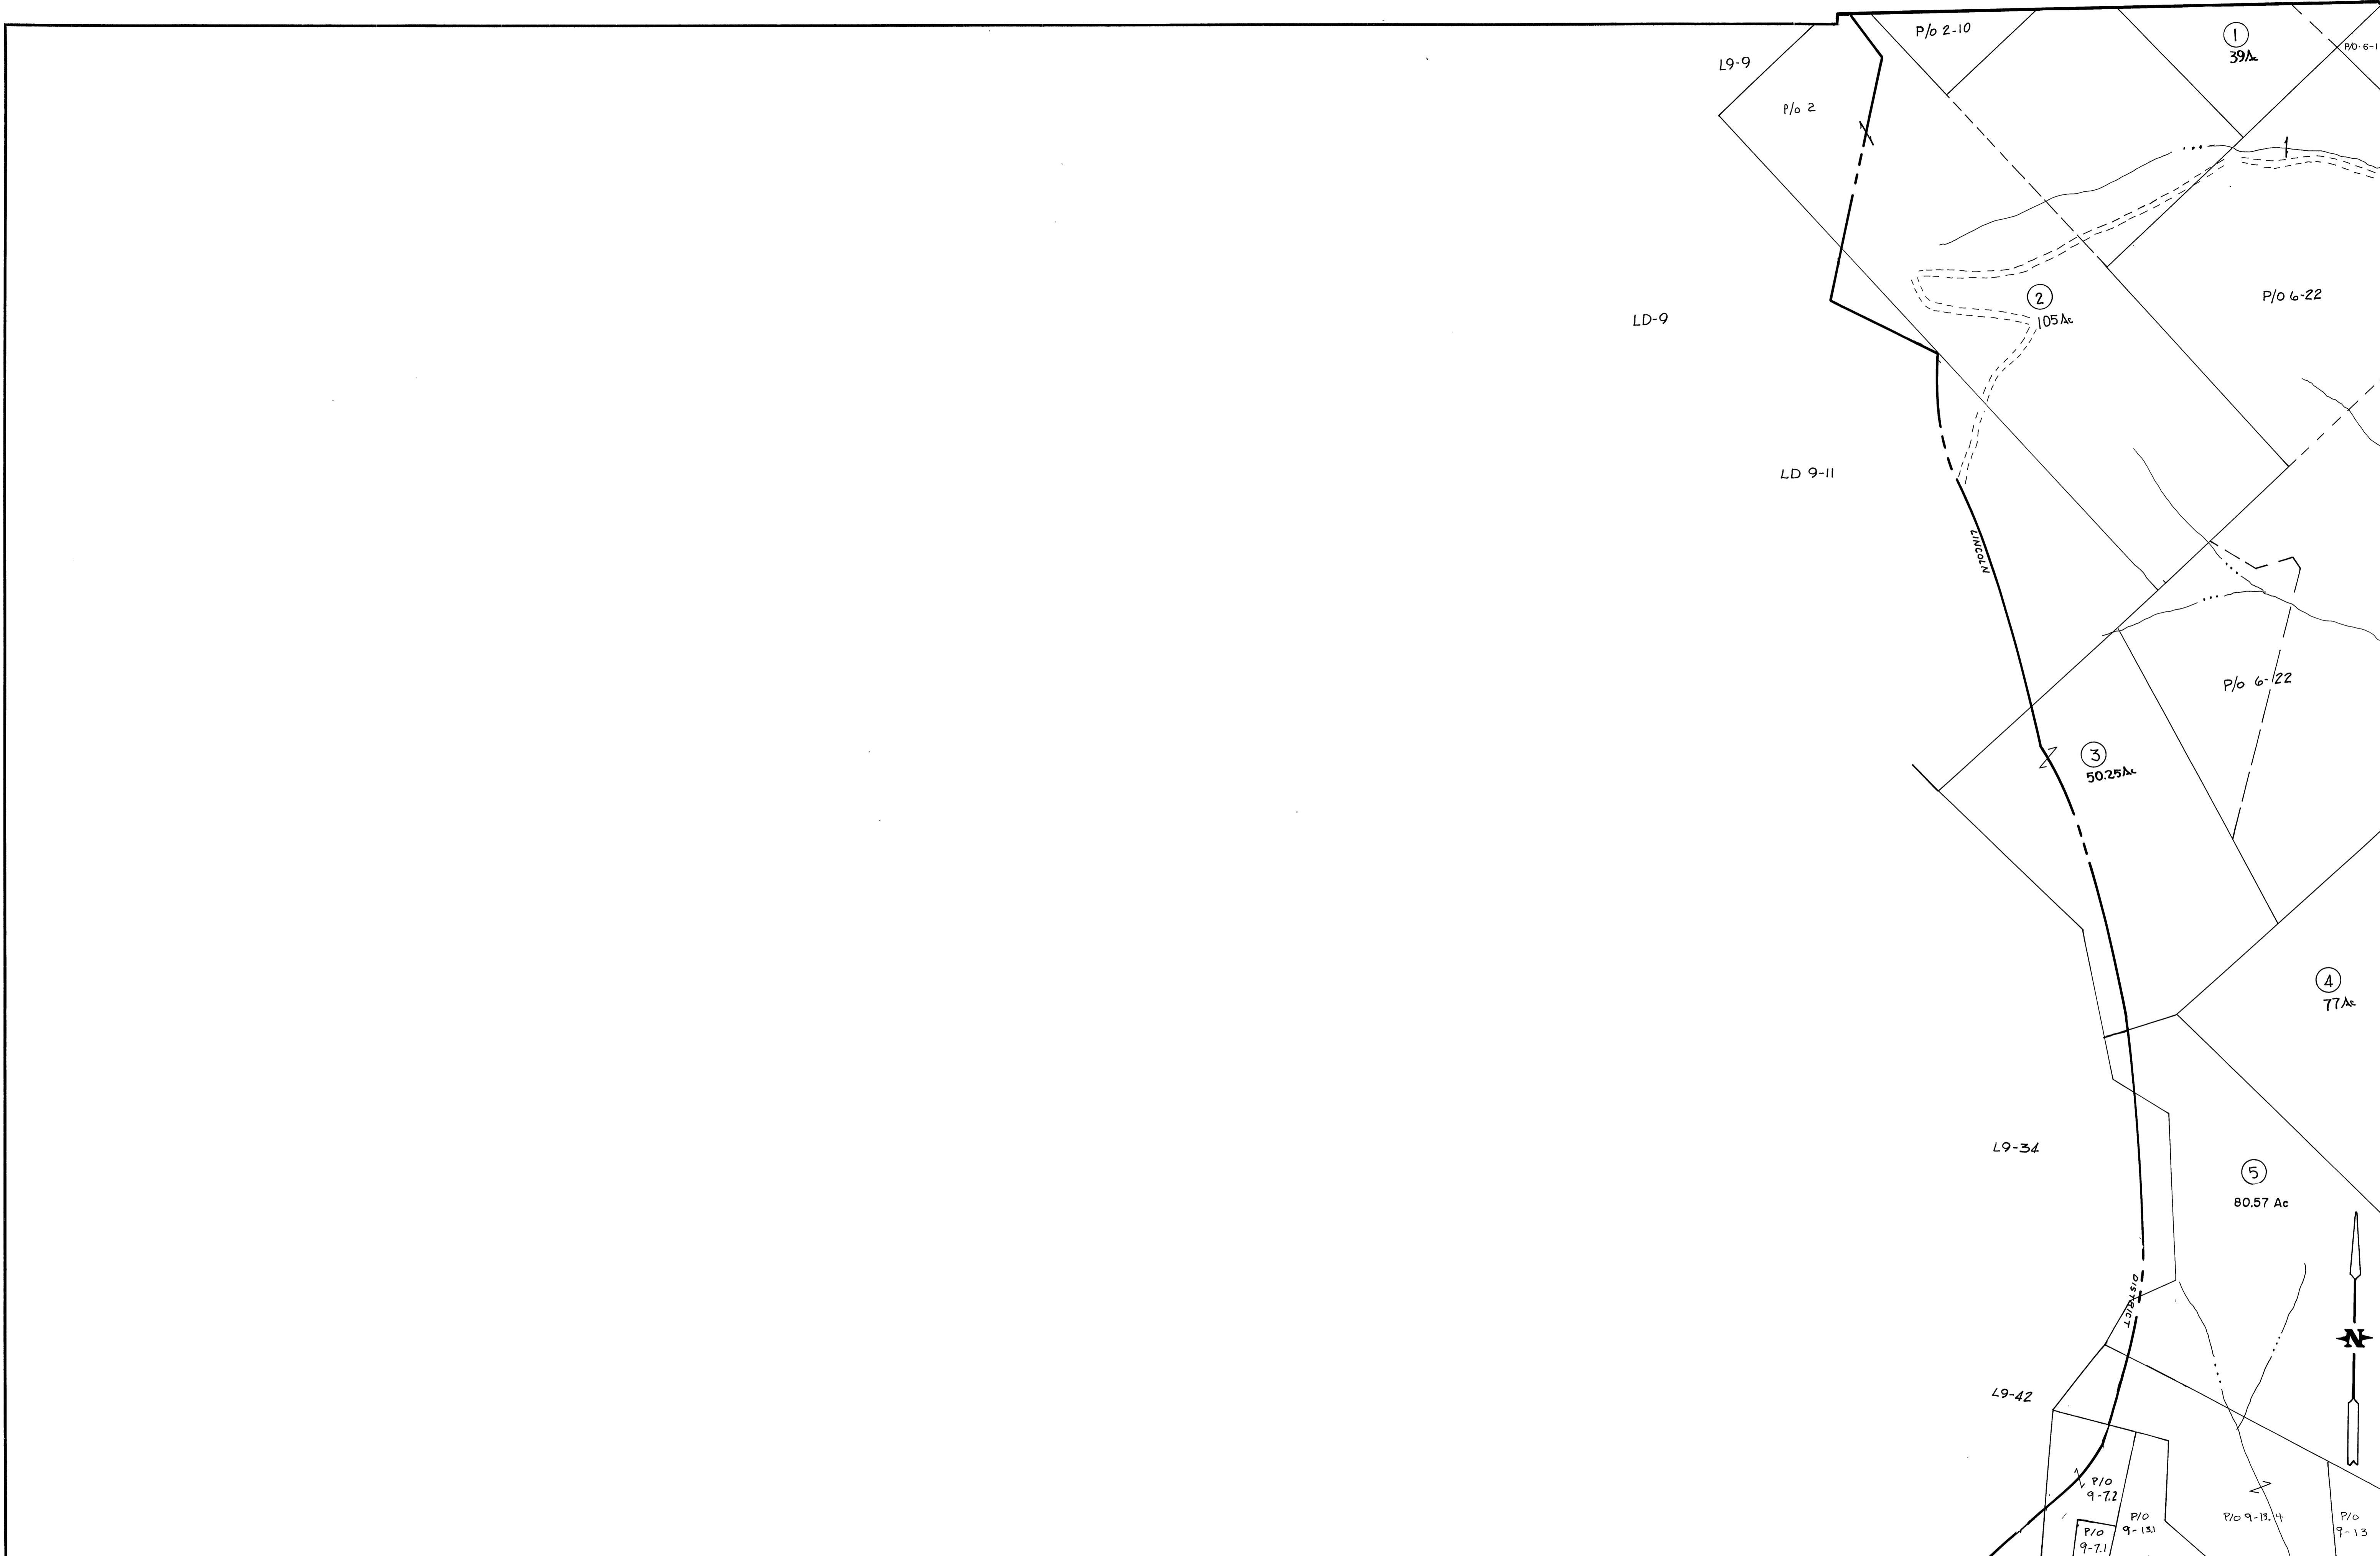 P/o 2-10
1
39Ac
P/O 6-1
L9-9
P/o 2
LD-9
2
105Ac
P/O 6-22
LD 9-11
LINCOLN
P/o 6-22
3
50.25Ac
4
77Ac
L9-34
5
80.57 Ac
DISTRICT
N
L9-42
P/O
9-7.2
P/O
9-13.1
P/O 9-13.4
P/O
9-13
P/O
9-7.1